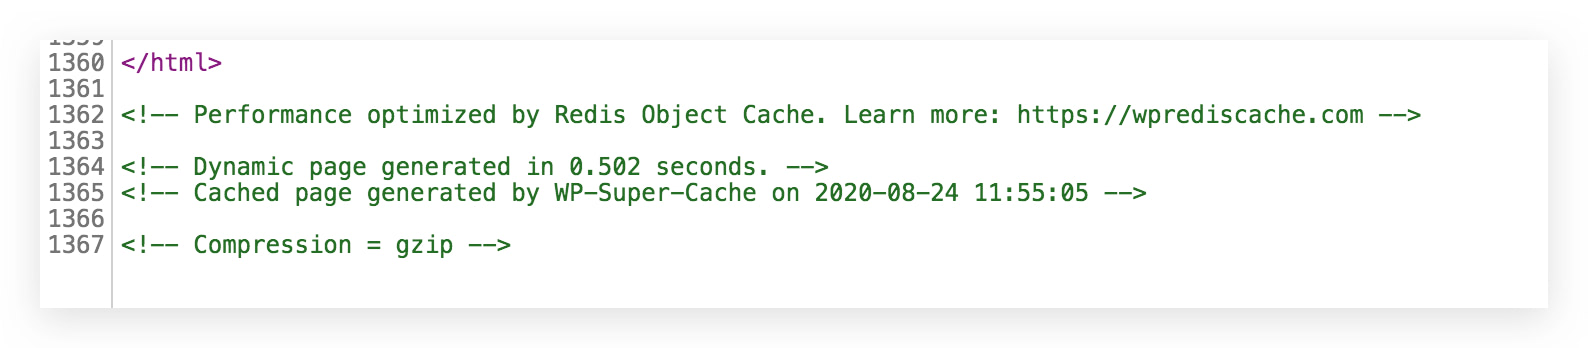 1359
1360 </html>
1361
1362 <!-- Performance optimized by Redis Object Cache. Learn more: https://wprediscache.com -->
1363
1364 <!-- Dynamic page generated in 0.502 seconds. -->
1365 <!-- Cached page generated by WP-Super-Cache on 2020-08-24 11:55:05 -->
1366
1367 <!-- Compression = gzip -->